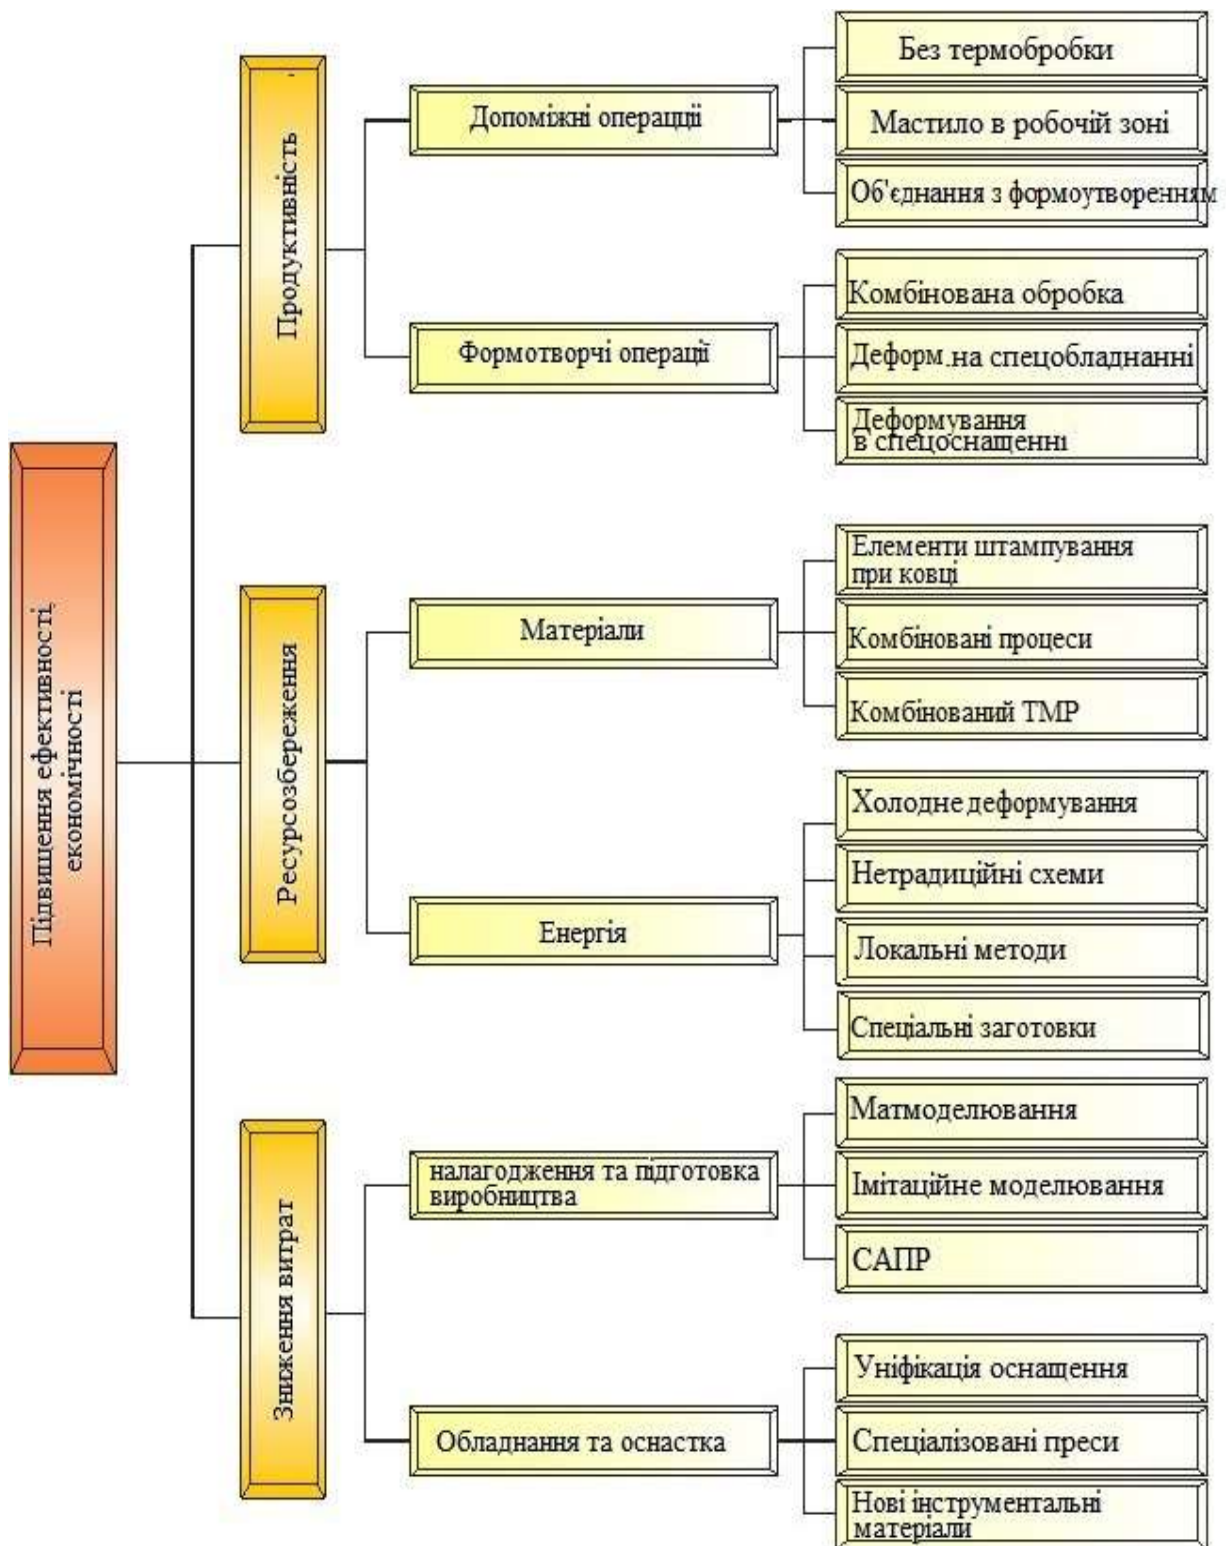 Підвищення ефективності,
економічності
Продуктивність
Допоміжні операцції
Без термобробки
Мастило в робочій зоні
Об'єднання з формоутворенням
Формотворчі операції
Комбінована обробка
Деформ.на спецобладнанні
Деформування
в спецоснащенні
Ресурсозбереження
Матеріали
Елементи штампування
при ковці
Комбіновані процеси
Комбінований ТМР
Енергія
Холодне деформування
Нетрадиційні схеми
Локальні методи
Спеціальні заготовки
Зниження витрат
налагодження та підготовка
виробництва
Матмоделювання
Імітаційне моделювання
САПР
Обладнання та оснастка
Уніфікація оснащення
Спеціалізовані преси
Нові інструментальні
матеріали